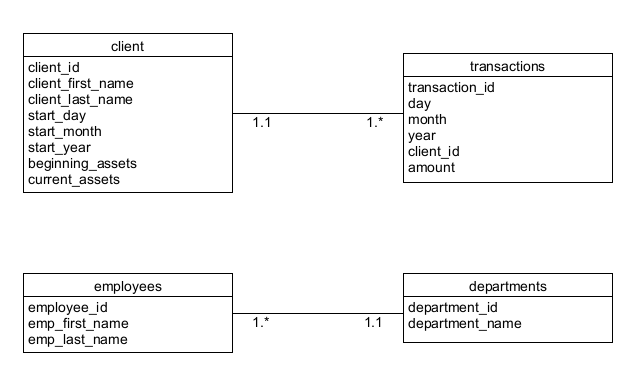 client
client_id
client_first_name
client_last_name
start_day
start_month
start_year
beginning_assets
current_assets
1.1
1.*
transactions
transaction_id
day
month
year
client_id
amount
employees
employee_id
emp_first_name
emp_last_name
1.*
1.1
departments
department_id
department_name